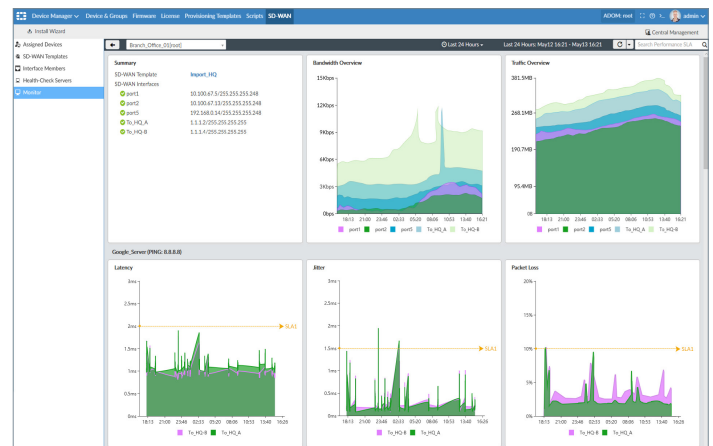 Device Manager Device & Groups Firmware License Provisioning Templates Scripts SD-WAN ADOM: root admin
Install Wizard Central Management
Assigned Devices
SD-WAN Templates
Interface Members
Health-Check Servers
Monitor
Branch_Office_01[root] Last 24 Hours Last 24 Hours: May12 16:21 - May13 16:21 Search Performance SLA
Summary
SD-WAN Template Import_HQ
SD-WAN Interfaces
port1 10.100.67.5/255.255.255.248
port2 10.100.67.13/255.255.255.248
port5 192.168.0.14/255.255.255.248
To_HQ_A 1.1.1.2/255.255.255.255
To_HQ-B 1.1.1.4/255.255.255.255
Bandwidth Overview
15Kbps
12Kbps
9Kbps
6Kbps
3Kbps
0bps
18:13 21:00 23:46 02:33 05:20 08:06 10:53 13:40 16:21
port1 port2 port5 To_HQ_A To_HQ-B
Traffic Overview
381.5MB
268.1MB
190.7MB
95.4MB
0B
18:13 21:00 23:46 02:33 05:20 08:06 10:53 13:40 16:21
port1 port2 port5 To_HQ_A To_HQ-B
Google_Server (PING: 8.8.8.8)
Latency
3ms
2.5ms
2ms SLA1
1.5ms
1ms
0.5ms
0ms
18:13 21:00 23:46 02:33 05:20 08:06 10:53 13:40 16:26
To_HQ-B To_HQ_A
Jitter
3ms
2.5ms
2ms
1.5ms SLA1
1ms
0.5ms
0ms
18:13 21:00 23:46 02:33 05:20 08:06 10:53 13:40 16:26
To_HQ-B To_HQ_A
Packet Loss
20%
15%
10% SLA1
5%
0%
18:13 21:00 23:46 02:33 05:20 08:06 10:53 13:40 16:26
To_HQ-B To_HQ_A